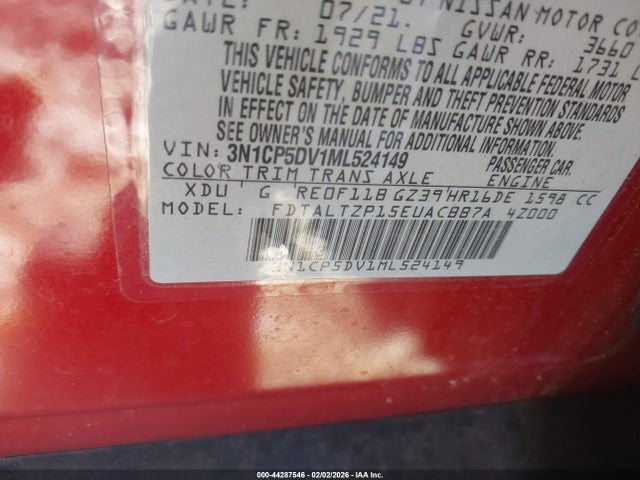 DATE: BY NISSAN MOTOR CO
07/21. GVWR: 3660
GAWR FR: 1929 LBS GAWR RR: 1731 L
THIS VEHICLE CONFORMS TO ALL APPLICABLE FEDERAL MOTOR
VEHICLE SAFETY, BUMPER AND THEFT PREVENTION STANDARDS
IN EFFECT ON THE DATE OF MANUFACTURE SHOWN ABOVE.
SEE OWNER'S MANUAL FOR ADDITIONAL INFORMATION.
VIN: 3N1CP5DV1ML524149 PASSENGER CAR.
COLOR TRIM TRANS AXLE ENGINE
XDU G RE0F11B GZ39 HR16DE 1598 CC
FDTALTZP15EUACBB7A 4Z000
3N1CP5DV1ML524149
000-44287546 - 02/02/2026 - IAA Inc.